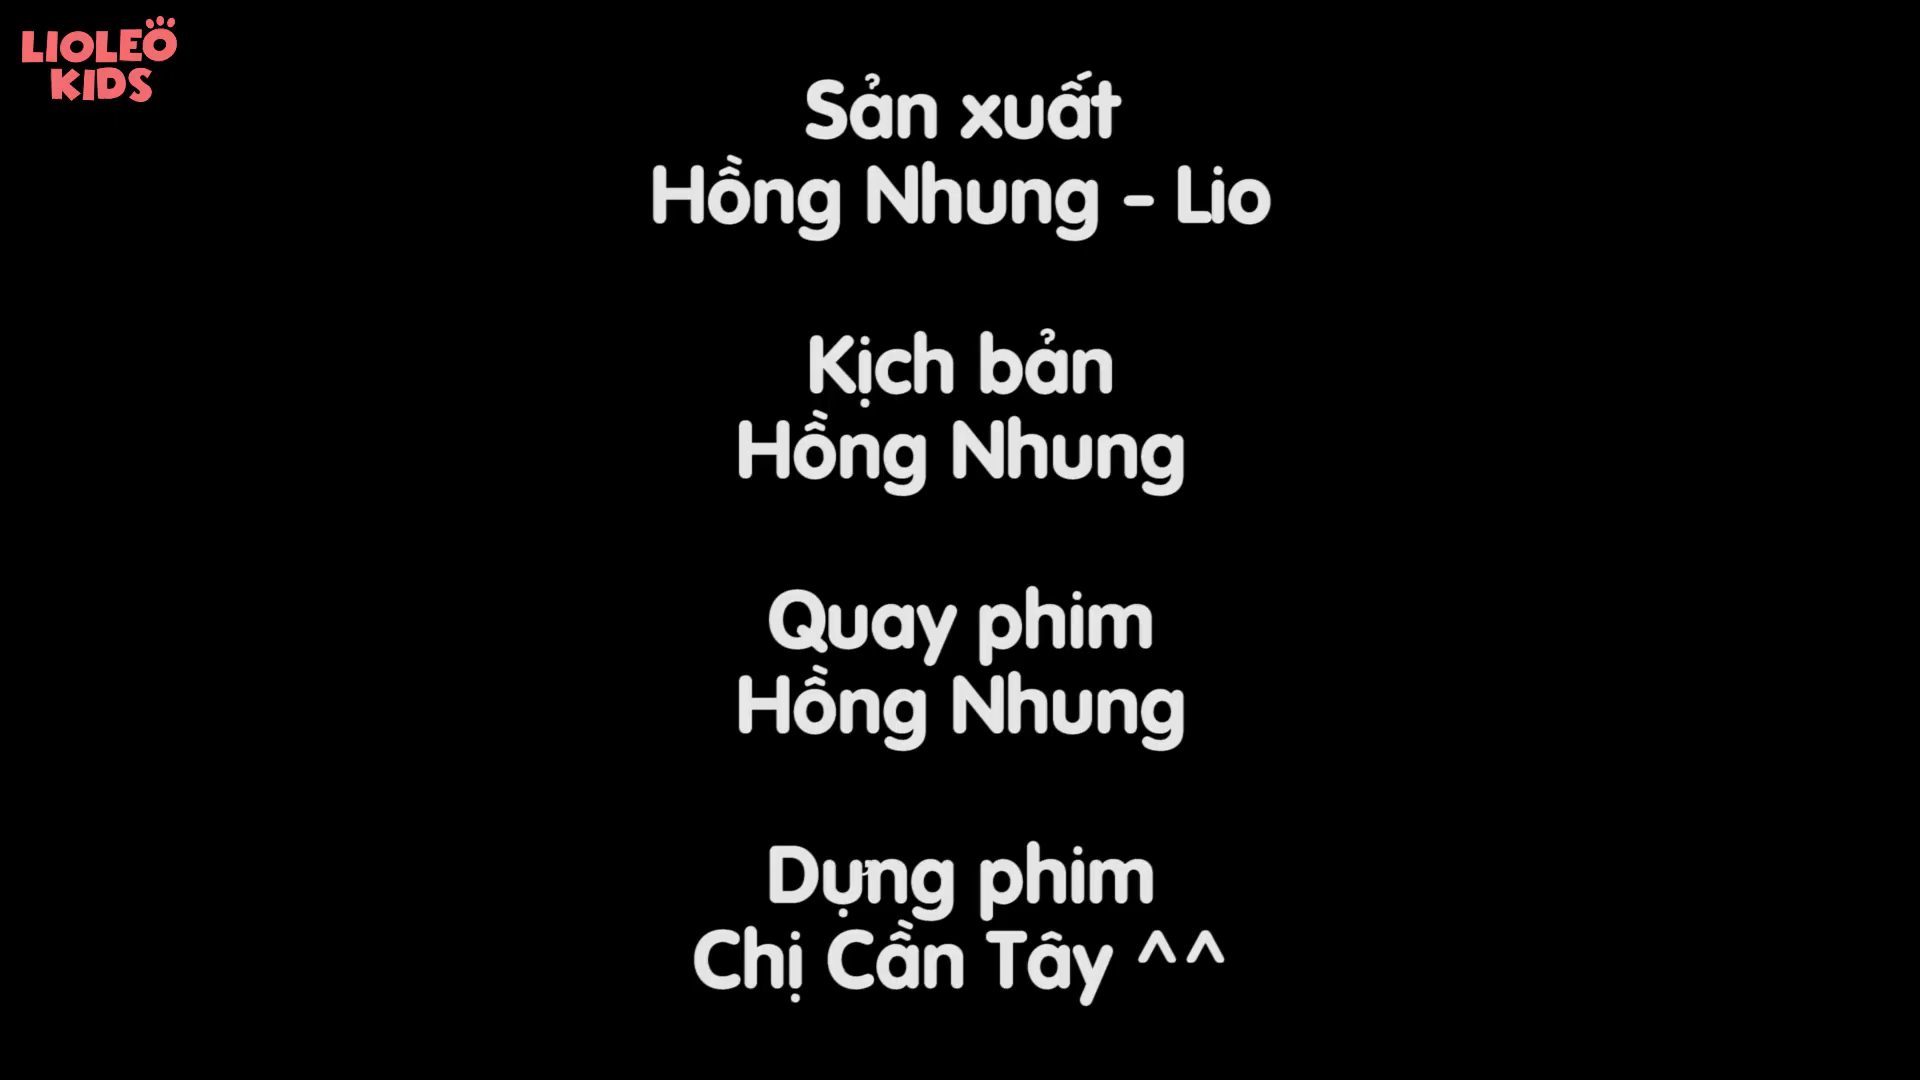 LIOLEO
KIDS
Sản xuất
Hồng Nhung - Lio
Kịch bản
Hồng Nhung
Quay phim
Hồng Nhung
Dựng phim
Chị Cần Tây ^^